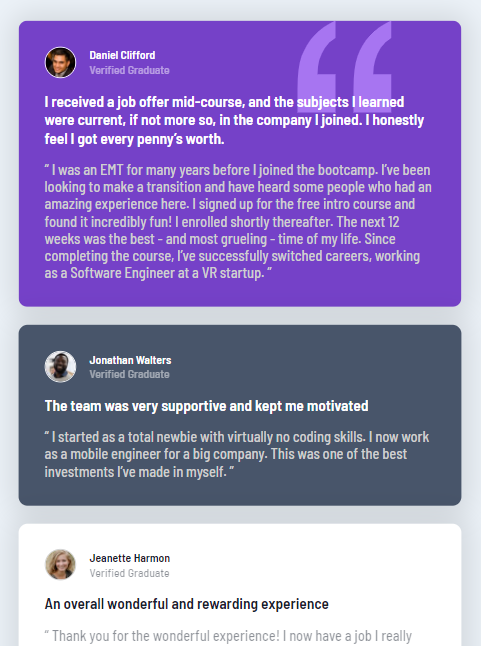 Daniel Clifford
Verified Graduate
I received a job offer mid-course, and the subjects I learned
were current, if not more so, in the company I joined. I honestly
feel I got every penny’s worth.
“ I was an EMT for many years before I joined the bootcamp. I’ve been
looking to make a transition and have heard some people who had an
amazing experience here. I signed up for the free intro course and
found it incredibly fun! I enrolled shortly thereafter. The next 12
weeks was the best - and most grueling - time of my life. Since
completing the course, I’ve successfully switched careers, working
as a Software Engineer at a VR startup. ”
Jonathan Walters
Verified Graduate
The team was very supportive and kept me motivated
“ I started as a total newbie with virtually no coding skills. I now work
as a mobile engineer for a big company. This was one of the best
investments I’ve made in myself. ”
Jeanette Harmon
Verified Graduate
An overall wonderful and rewarding experience
“ Thank you for the wonderful experience! I now have a job I really